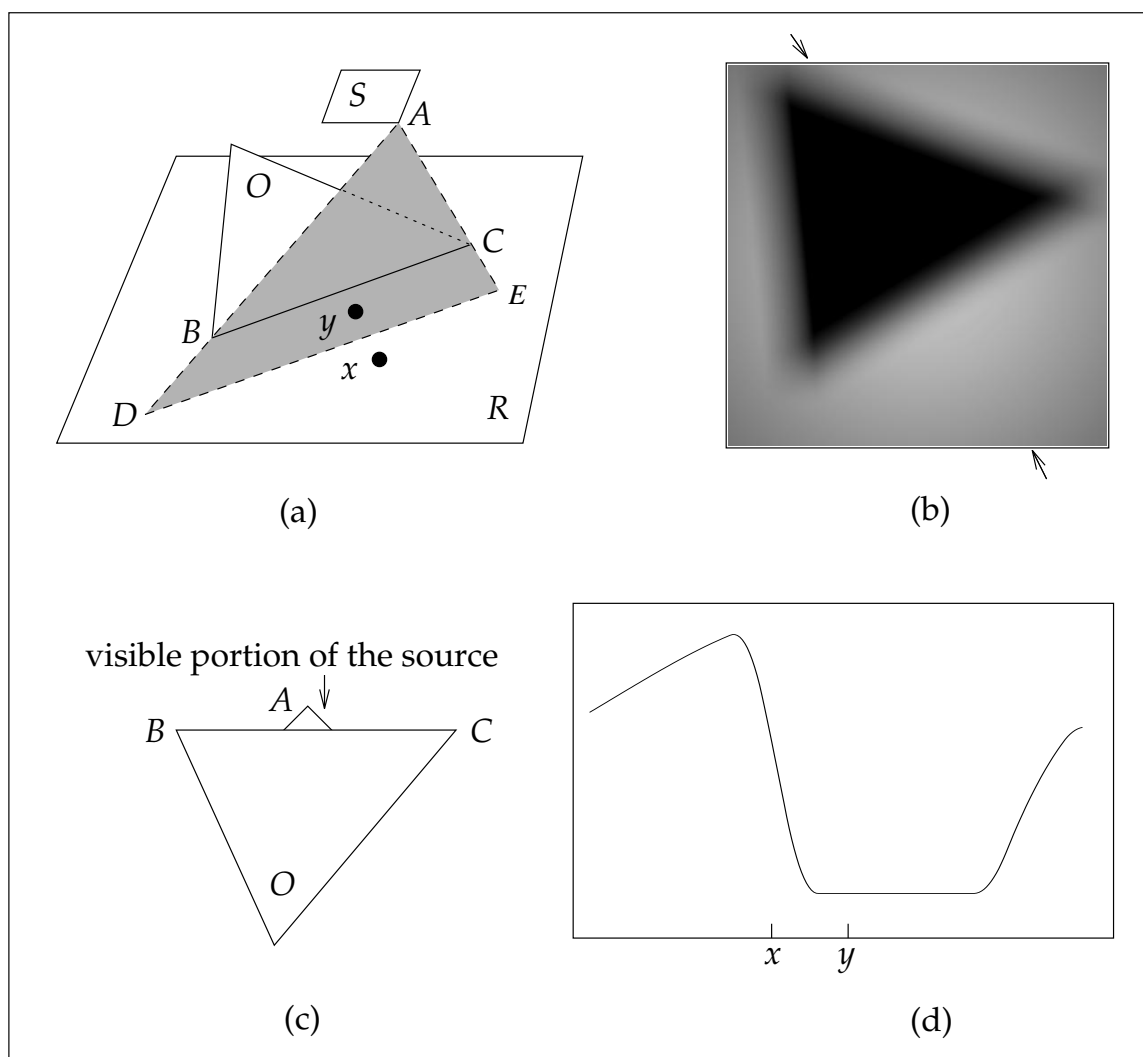 S
A
O
C
B
y
E
x
D
R
(a)
(b)
visible portion of the source
A
B
C
O
(c)
x
y
(d)